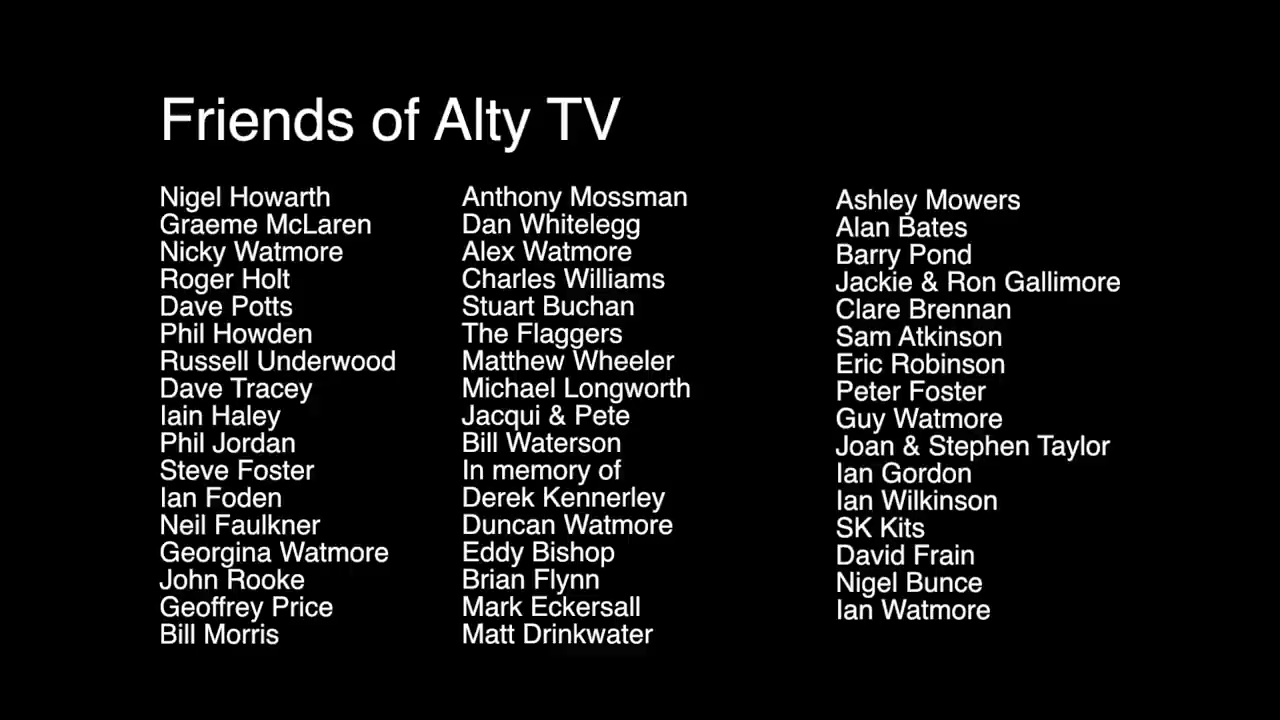 Friends of Alty TV
Nigel Howarth
Graeme McLaren
Nicky Watmore
Roger Holt
Dave Potts
Phil Howden
Russell Underwood
Dave Tracey
Iain Haley
Phil Jordan
Steve Foster
Ian Foden
Neil Faulkner
Georgina Watmore
John Rooke
Geoffrey Price
Bill Morris
Anthony Mossman
Dan Whitelegg
Alex Watmore
Charles Williams
Stuart Buchan
The Flaggers
Matthew Wheeler
Michael Longworth
Jacqui & Pete
Bill Waterson
In memory of
Derek Kennerley
Duncan Watmore
Eddy Bishop
Brian Flynn
Mark Eckersall
Matt Drinkwater
Ashley Mowers
Alan Bates
Barry Pond
Jackie & Ron Gallimore
Clare Brennan
Sam Atkinson
Eric Robinson
Peter Foster
Guy Watmore
Joan & Stephen Taylor
Ian Gordon
Ian Wilkinson
SK Kits
David Frain
Nigel Bunce
Ian Watmore